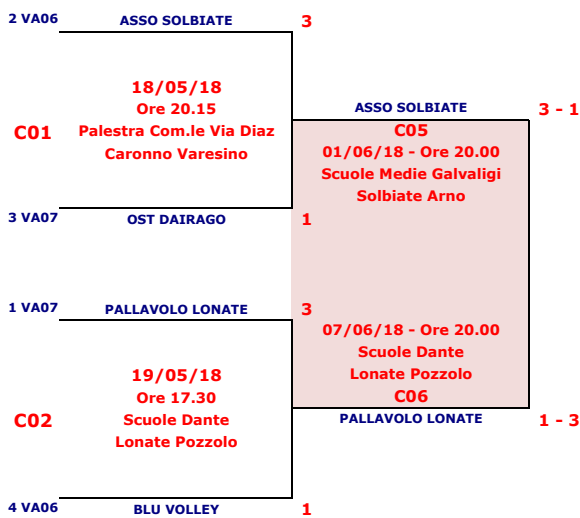 2 VA06 ASSO SOLBIATE 3
18/05/18
Ore 20.15
C01 Palestra Com.le Via Diaz
Caronno Varesino
3 VA07 OST DAIRAGO 1
ASSO SOLBIATE 3 - 1
C05
01/06/18 - Ore 20.00
Scuole Medie Galvaligi
Solbiate Arno
1 VA07 PALLAVOLO LONATE 3
19/05/18
Ore 17.30
C02 Scuole Dante
Lonate Pozzolo
4 VA06 BLU VOLLEY 1
07/06/18 - Ore 20.00
Scuole Dante
Lonate Pozzolo
C06
PALLAVOLO LONATE 1 - 3